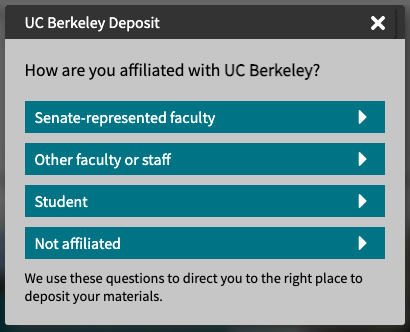 UC Berkeley Deposit
How are you affiliated with UC Berkeley?
Senate-represented faculty
Other faculty or staff
Student
Not affiliated
We use these questions to direct you to the right place to
deposit your materials.